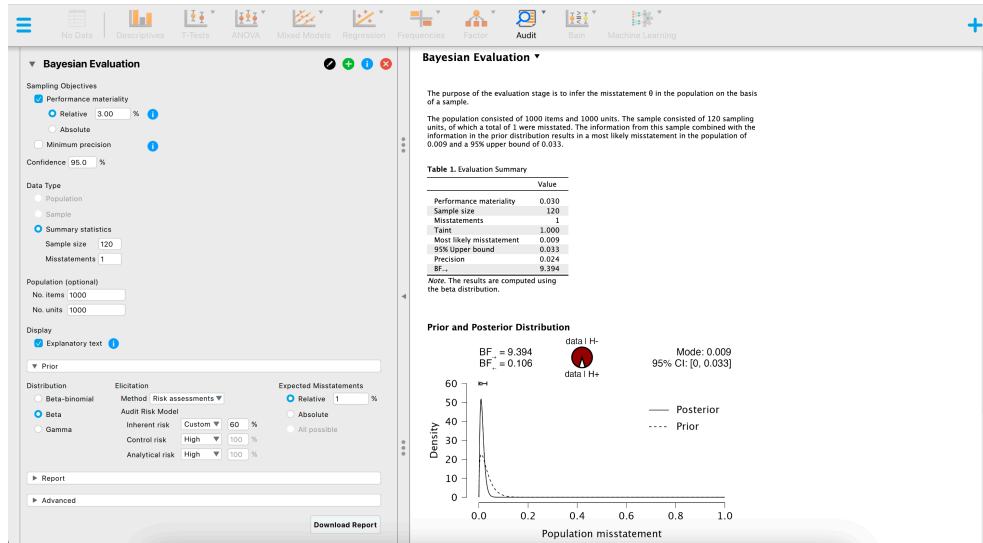 No Data
Descriptives
T-Tests
ANOVA
Mixed Models
Regression
Frequencies
Factor
Audit
Bain
Machine Learning
Bayesian Evaluation
Sampling Objectives
Performance materiality
Relative 3.00 %
Absolute
Minimum precision
Confidence 95.0 %
Data Type
Population
Sample
Summary statistics
Sample size 120
Misstatements 1
Population (optional)
No. items 1000
No. units 1000
Display
Explanatory text
Prior
Distribution
Beta-binomial
Beta
Gamma
Elicitation
Method Risk assessments
Audit Risk Model
Inherent risk Custom 60 %
Control risk High 100 %
Analytical risk High 100 %
Expected Misstatements
Relative 1 %
Absolute
All possible
Report
Advanced
Download Report
Bayesian Evaluation
The purpose of the evaluation stage is to infer the misstatement θ in the population on the basis
of a sample.
The population consisted of 1000 items and 1000 units. The sample consisted of 120 sampling
units, of which a total of 1 were misstated. The information from this sample combined with the
information in the prior distribution results in a most likely misstatement in the population of
0.009 and a 95% upper bound of 0.033.
Table 1. Evaluation Summary
Value
Performance materiality 0.030
Sample size 120
Misstatements 1
Taint 1.000
Most likely misstatement 0.009
95% Upper bound 0.033
Precision 0.024
BF₋₊ 9.394
Note. The results are computed using
the beta distribution.
Prior and Posterior Distribution
data | H-
BF₋₊ = 9.394
BF₊₋ = 0.106
data | H+
Mode: 0.009
95% CI: [0, 0.033]
Posterior
Prior
Density
60
50
40
30
20
10
0
0.0 0.2 0.4 0.6 0.8 1.0
Population misstatement